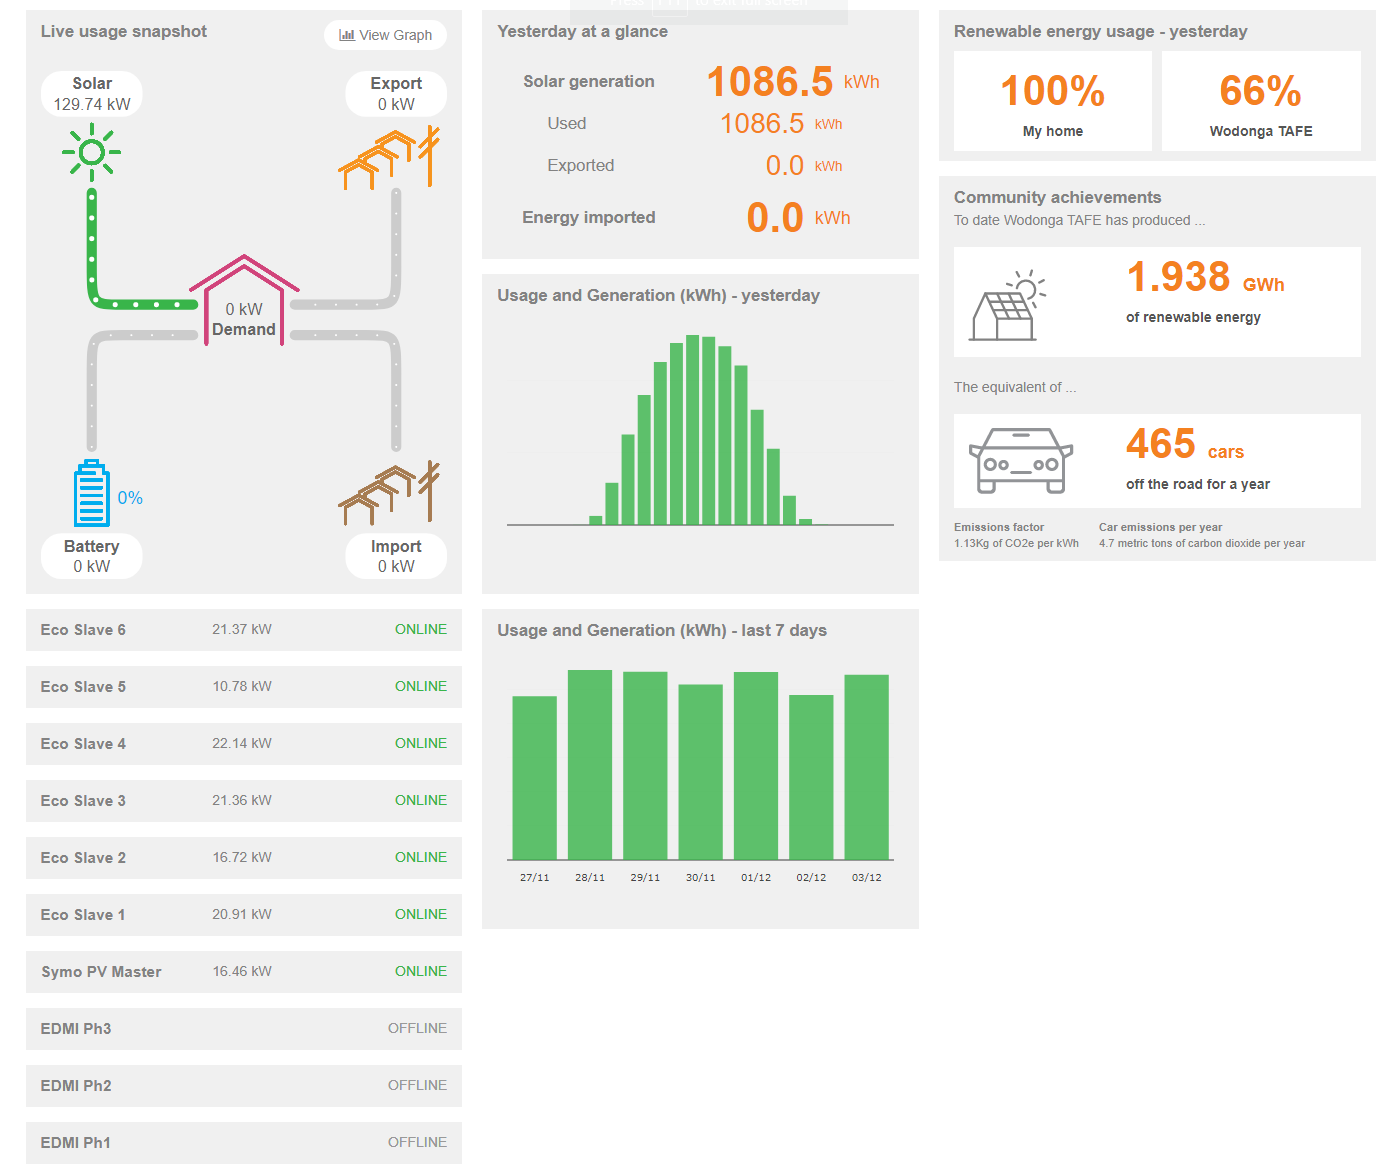 Press to exit full screen
Live usage snapshot
View Graph
Solar
129.74 kW
Export
0 kW
0 kW
Demand
0%
Battery
0 kW
Import
0 kW
Eco Slave 6 21.37 kW ONLINE
Eco Slave 5 10.78 kW ONLINE
Eco Slave 4 22.14 kW ONLINE
Eco Slave 3 21.36 kW ONLINE
Eco Slave 2 16.72 kW ONLINE
Eco Slave 1 20.91 kW ONLINE
Symo PV Master 16.46 kW ONLINE
EDMI Ph3 OFFLINE
EDMI Ph2 OFFLINE
EDMI Ph1 OFFLINE
Yesterday at a glance
Solar generation 1086.5 kWh
Used 1086.5 kWh
Exported 0.0 kWh
Energy imported 0.0 kWh
Usage and Generation (kWh) - yesterday
Usage and Generation (kWh) - last 7 days
27/11 28/11 29/11 30/11 01/12 02/12 03/12
Renewable energy usage - yesterday
100%
My home
66%
Wodonga TAFE
Community achievements
To date Wodonga TAFE has produced ...
1.938 GWh
of renewable energy
The equivalent of ...
465 cars
off the road for a year
Emissions factor
1.13Kg of CO2e per kWh
Car emissions per year
4.7 metric tons of carbon dioxide per year